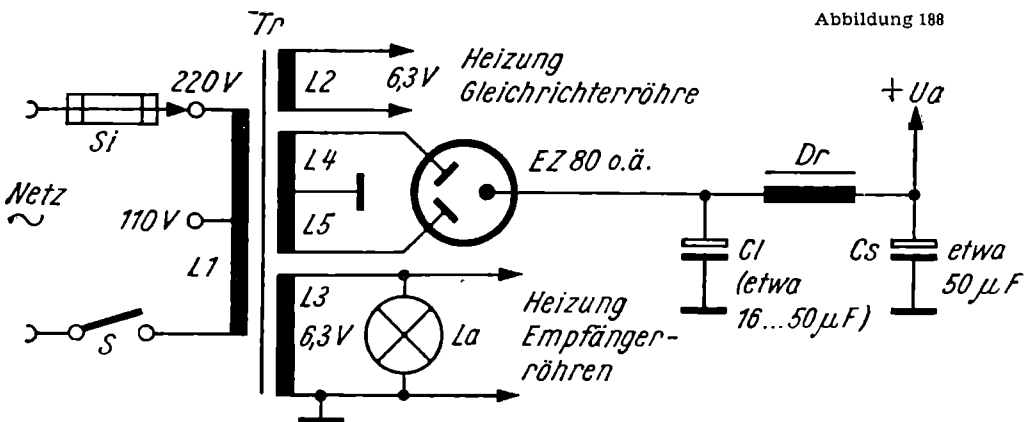 Abbildung 188
Tr
220V
Si
Netz
~
110V
L1
S
L2
6,3V
Heizung
Gleichrichterröhre
L4
L5
EZ 80 o.ä.
L3
6,3V
La
Heizung
Empfänger-
röhren
Dr
+Ua
Cl
(etwa
16...50µF)
Cs
etwa
50µF